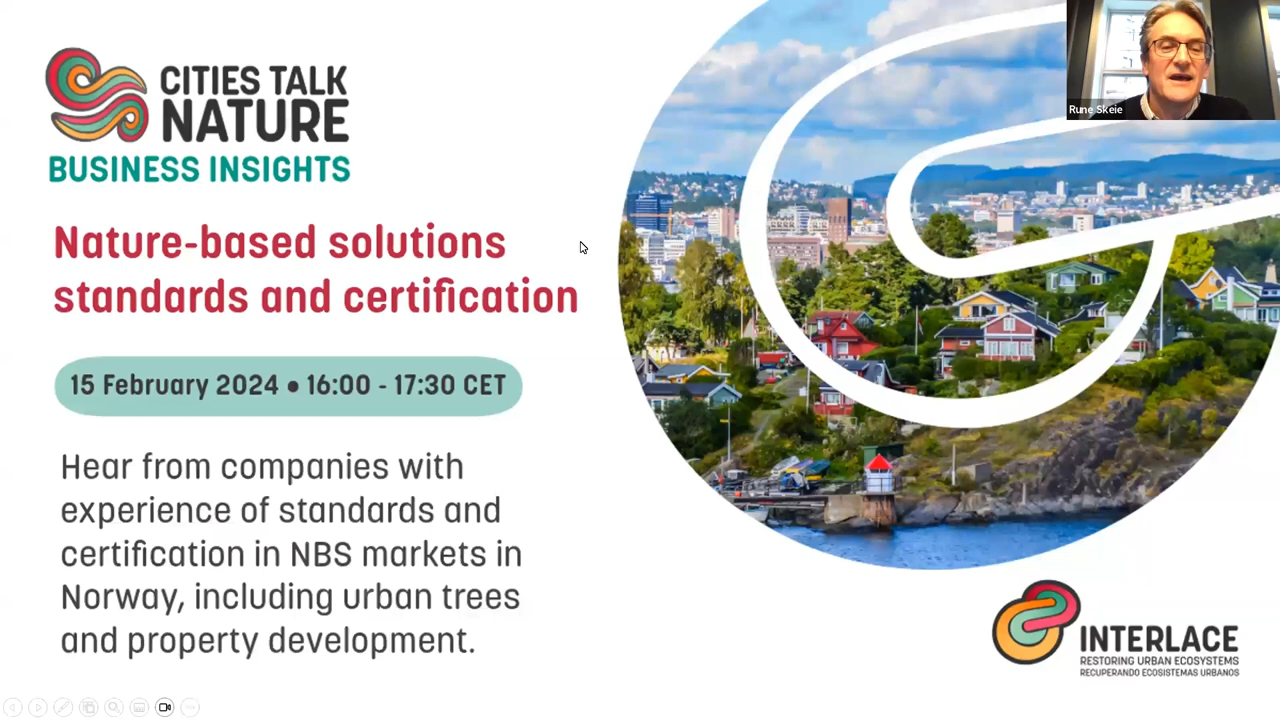 CITIES TALK
NATURE
BUSINESS INSIGHTS
Nature-based solutions
standards and certification
15 February 2024 • 16:00 - 17:30 CET
Hear from companies with
experience of standards and
certification in NBS markets in
Norway, including urban trees
and property development.
Rune Skeie
INTERLACE
RESTORING URBAN ECOSYSTEMS
RECUPERANDO ECOSISTEMAS URBANOS